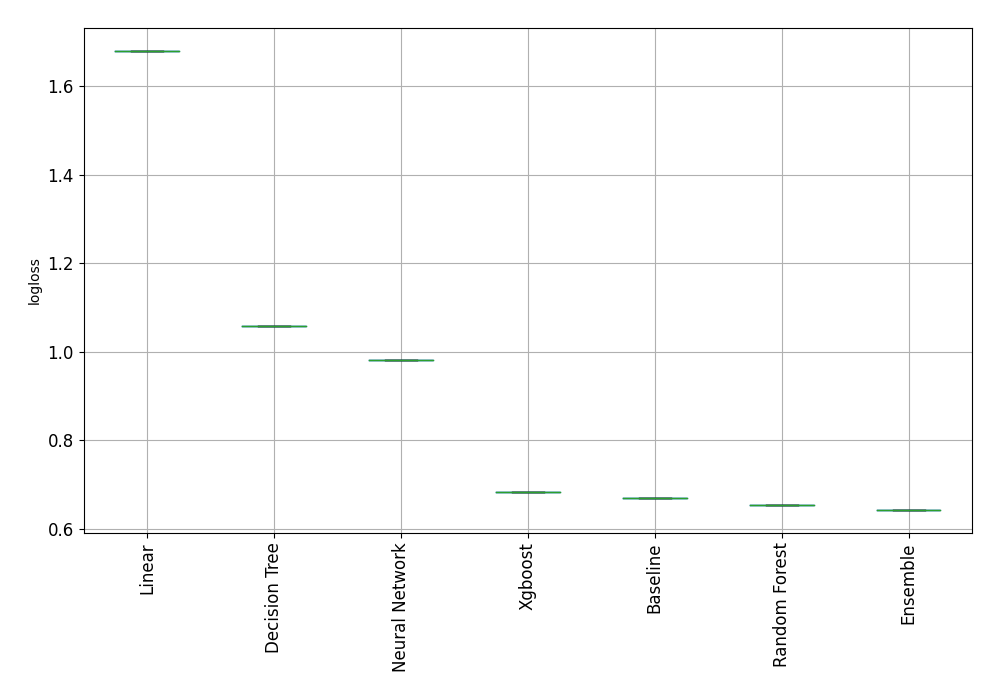 logloss
1.6
1.4
1.2
1.0
0.8
0.6
Linear
Decision Tree
Neural Network
Xgboost
Baseline
Random Forest
Ensemble